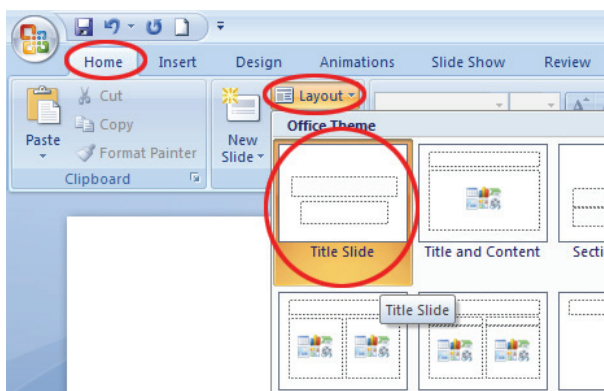 Home Insert Design Animations Slide Show Review
Cut
Copy
Format Painter
Paste
Clipboard
New
Slide
Layout
Office Theme
Title Slide
Title and Content
Secti
Title Slide